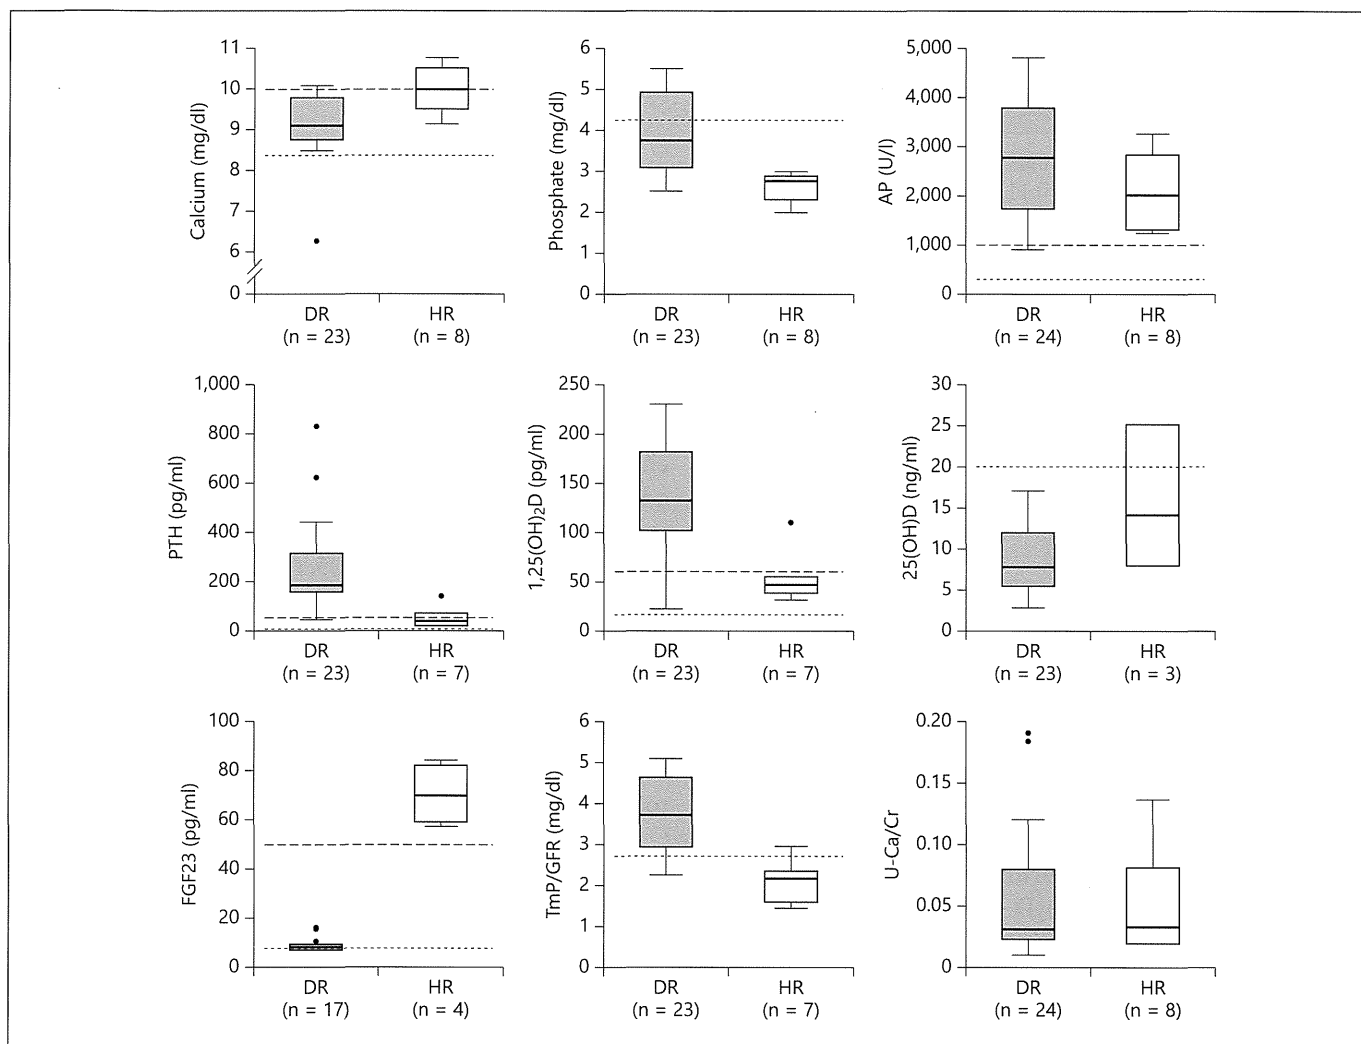 Calcium (mg/dl)
11
10
9
8
7
6
0
DR
(n = 23)
HR
(n = 8)
Phosphate (mg/dl)
6
5
4
3
2
1
0
DR
(n = 23)
HR
(n = 8)
AP (U/l)
5,000
4,000
3,000
2,000
1,000
0
DR
(n = 24)
HR
(n = 8)
PTH (pg/ml)
1,000
800
600
400
200
0
DR
(n = 23)
HR
(n = 7)
1,25(OH)₂D (pg/ml)
250
200
150
100
50
0
DR
(n = 23)
HR
(n = 7)
25(OH)D (ng/ml)
30
25
20
15
10
5
0
DR
(n = 23)
HR
(n = 3)
FGF23 (pg/ml)
100
80
60
40
20
0
DR
(n = 17)
HR
(n = 4)
TmP/GFR (mg/dl)
6
5
4
3
2
1
0
DR
(n = 23)
HR
(n = 7)
U-Ca/Cr
0.20
0.15
0.10
0.05
0
DR
(n = 24)
HR
(n = 8)